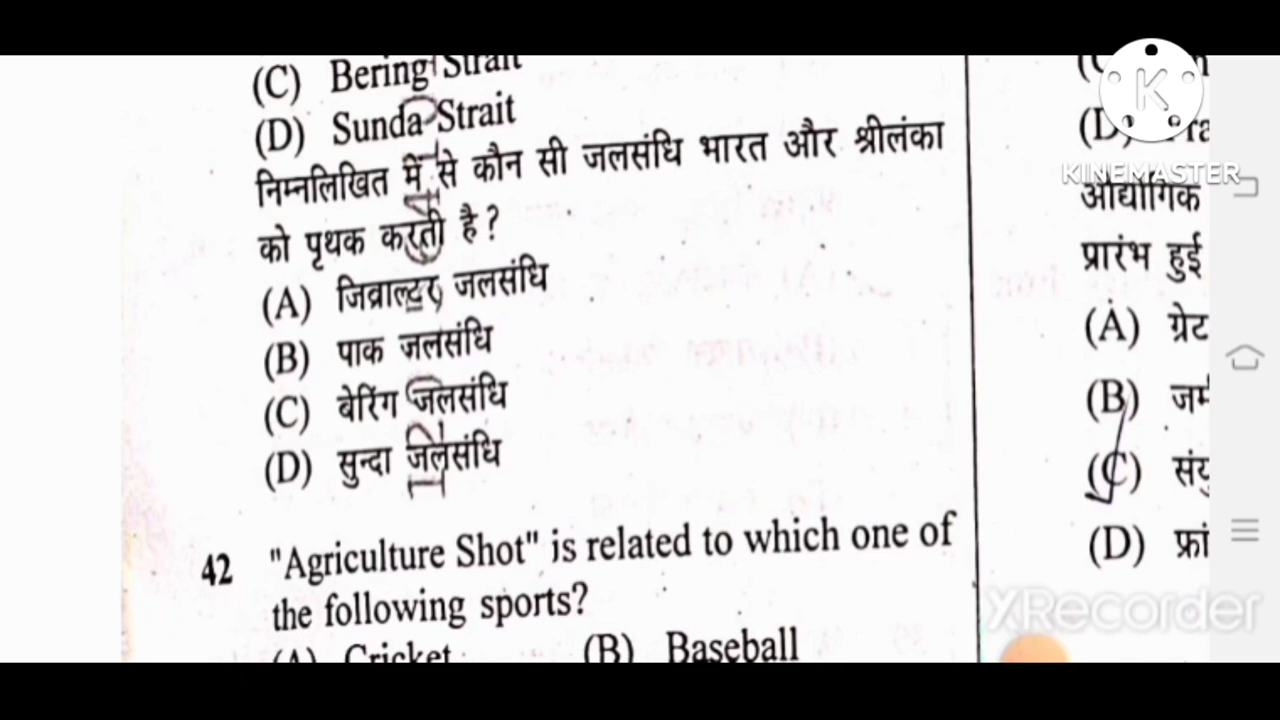 (C) Bering Strait
(D) Sunda Strait
निम्नलिखित में से कौन सी जलसंधि भारत और श्रीलंका
को पृथक करती है ?
(A) जिब्राल्टर जलसंधि
(B) पाक जलसंधि
(C) बेरिंग जलसंधि
(D) सुन्दा जलसंधि
42 "Agriculture Shot" is related to which one of
the following sports?
(A) Cricket (B) Baseball
(D)
औद्योगिक
प्रारंभ हुई
(A) ग्रेट
(B)
(C)
(D)
KINEMASTER
XRecorder